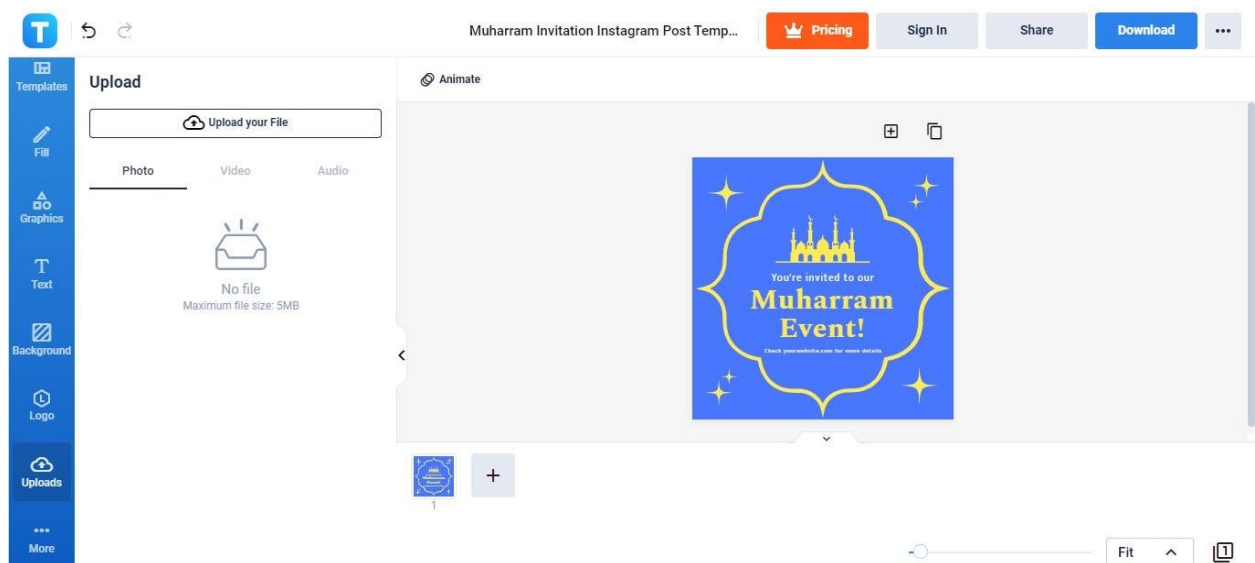 T
Muharram Invitation Instagram Post Temp...
Pricing
Sign In
Share
Download
Templates
Fill
Graphics
T
Text
Background
Logo
Uploads
More
Upload
Upload your File
Photo Video Audio
No file
Maximum file size: 5MB
Animate
You're invited to our
Muharram
Event!
Check yourwebsite.com for more details
1
Fit
1